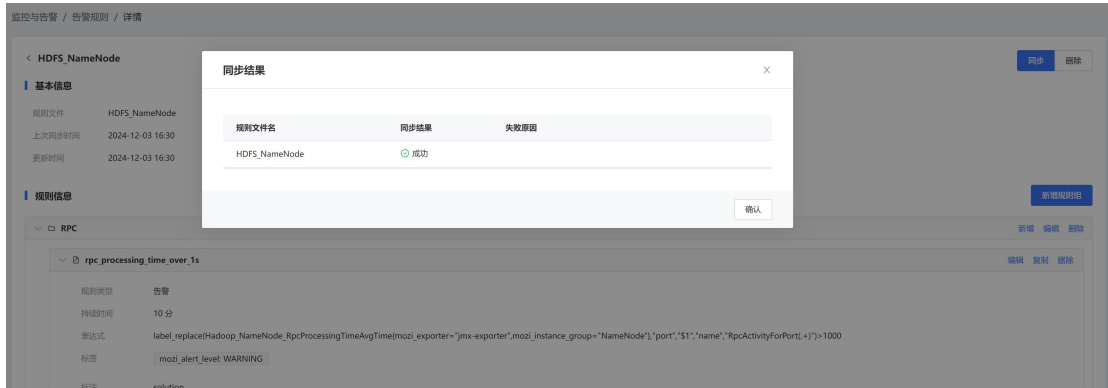 监控与告警 / 告警规则 / 详情
< HDFS_NameNode
同步 删除
基本信息
规则文件 HDFS_NameNode
上次同步时间 2024-12-03 16:30
更新时间 2024-12-03 16:30
同步结果
规则文件名 同步结果 失败原因
HDFS_NameNode 成功
确认
规则信息
新增规则组
RPC
新增 编辑 删除
rpc_processing_time_over_1s
编辑 复制 删除
规则类型 告警
持续时间 10 分
表达式 label_replace(Hadoop_NameNode_RpcProcessingTimeAvgTime{mozi_exporter="jmx-exporter",mozi_instance_group="NameNode"},"port","$1","name","RpcActivityForPort(.+)")>1000
标签 mozi_alert_level: WARNING
标注 solution